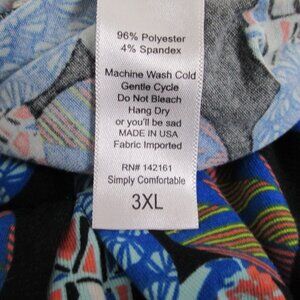 96% Polyester
4% Spandex
Machine Wash Cold
Gentle Cycle
Do Not Bleach
Hang Dry
or you'll be sad
MADE IN USA
Fabric Imported
RN# 142161
Simply Comfortable
3XL